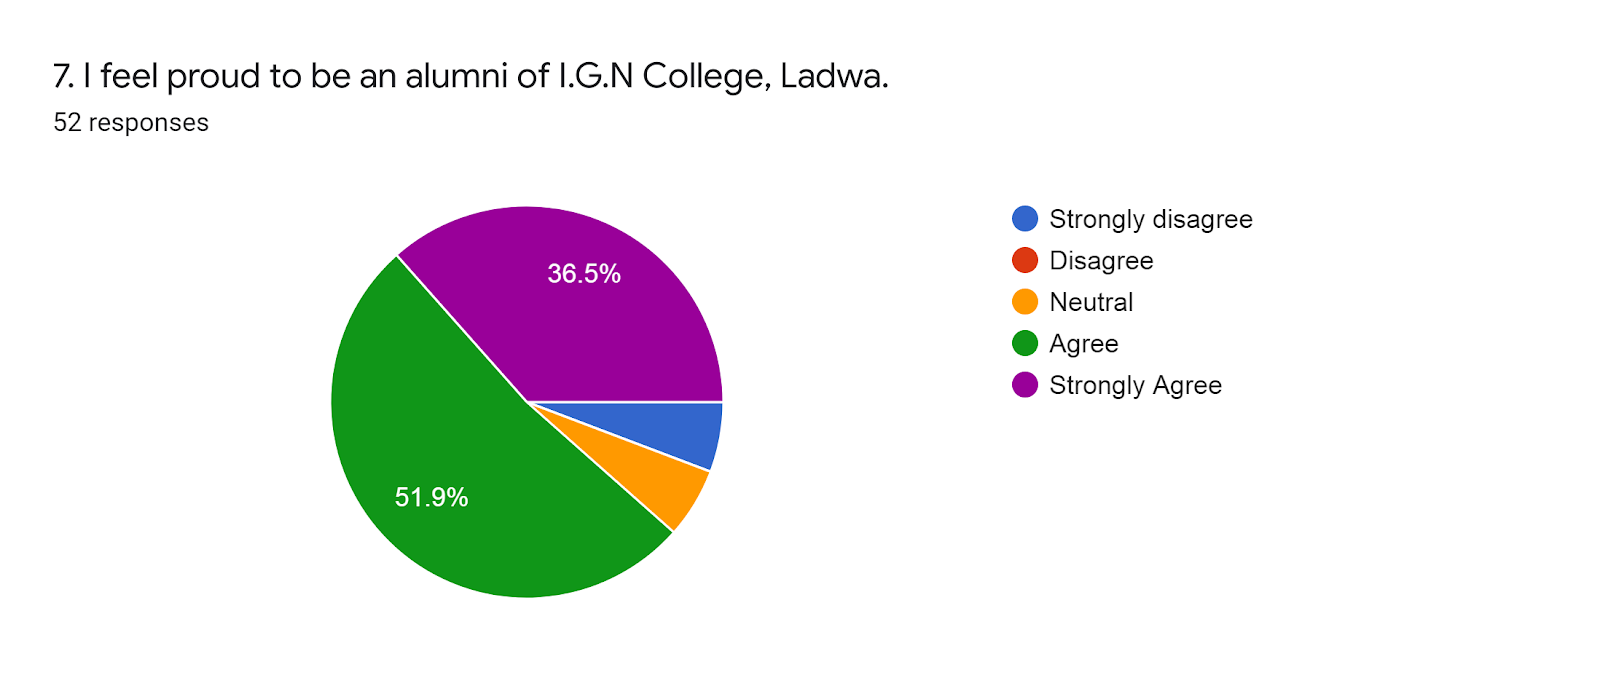 7. I feel proud to be an alumni of I.G.N College, Ladwa.
52 responses
36.5%
51.9%
Strongly disagree
Disagree
Neutral
Agree
Strongly Agree